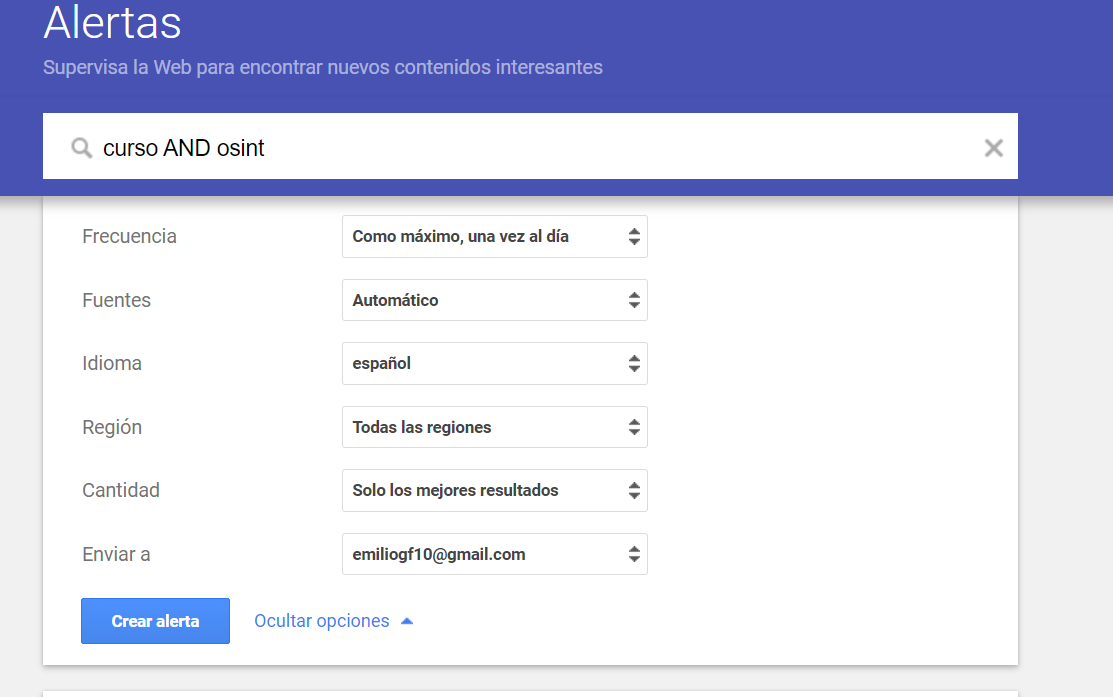 Alertas
Supervisa la Web para encontrar nuevos contenidos interesantes
curso AND osint
Frecuencia Como máximo, una vez al día
Fuentes Automático
Idioma español
Región Todas las regiones
Cantidad Solo los mejores resultados
Enviar a emiliogf10@gmail.com
Crear alerta Ocultar opciones